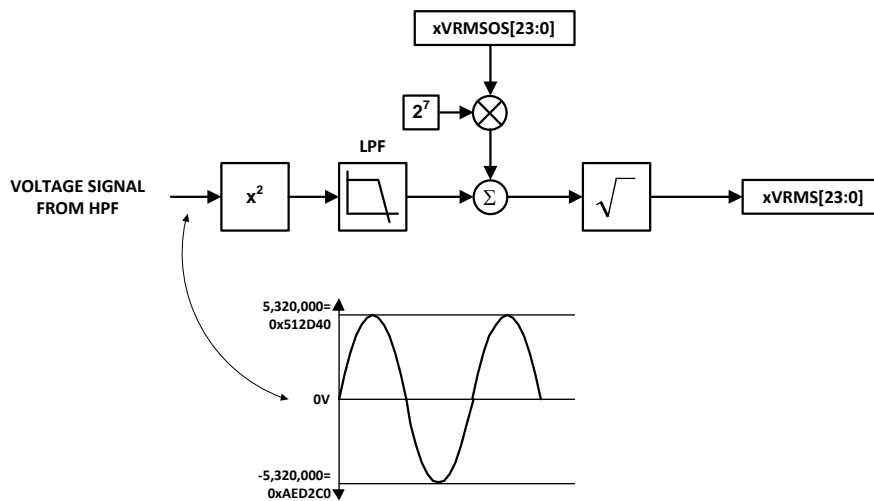 xVRMSOS[23:0]
2⁷
LPF
VOLTAGE SIGNAL
FROM HPF
x²
Σ
√
xVRMS[23:0]
5,320,000=
0x512D40
0V
-5,320,000=
0xAED2C0